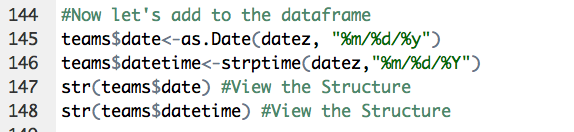 144 #Now let's add to the dataframe
145 teams$date<-as.Date(datez, "%m/%d/%y")
146 teams$datetime<-strptime(datez,"%m/%d/%Y")
147 str(teams$date) #View the Structure
148 str(teams$datetime) #View the Structure